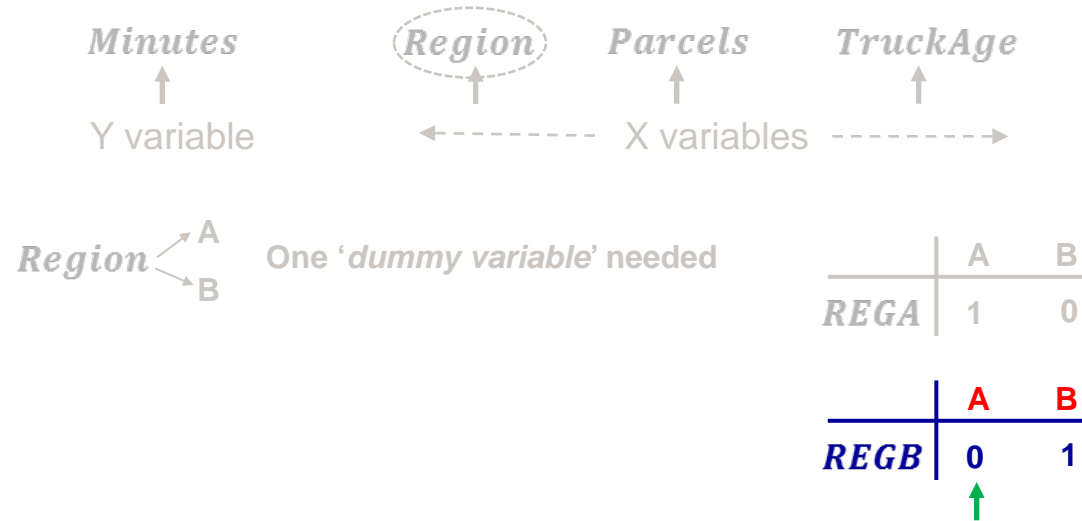 Minutes Region Parcels TruckAge
Y variable X variables
Region A B
One ‘dummy variable’ needed
A B
REGA 1 0
A B
REGB 0 1